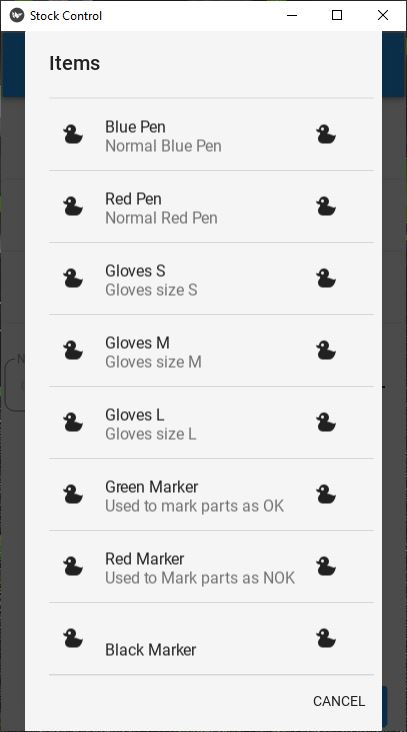 Stock Control
Items
Blue Pen
Normal Blue Pen
Red Pen
Normal Red Pen
Gloves S
Gloves size S
Gloves M
Gloves size M
Gloves L
Gloves size L
Green Marker
Used to mark parts as OK
Red Marker
Used to Mark parts as NOK
Black Marker
CANCEL